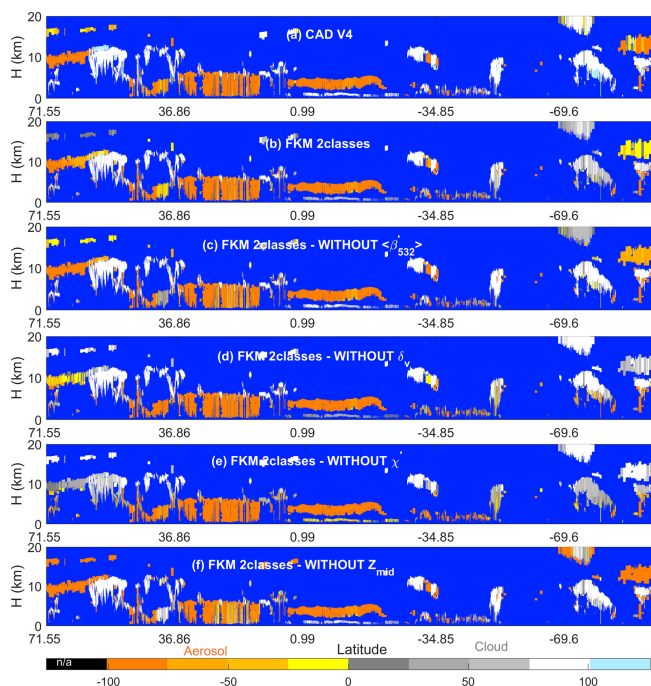 20
(a) CAD V4
H (km)
10
0
71.55 36.86 0.99 -34.85 -69.6
20
(b) FKM 2classes
H (km)
10
0
71.55 36.86 0.99 -34.85 -69.6
20
(c) FKM 2classes - WITHOUT <β'532>
H (km)
10
0
71.55 36.86 0.99 -34.85 -69.6
20
(d) FKM 2classes - WITHOUT δv
H (km)
10
0
71.55 36.86 0.99 -34.85 -69.6
20
(e) FKM 2classes - WITHOUT χ'
H (km)
10
0
71.55 36.86 0.99 -34.85 -69.6
20
(f) FKM 2classes - WITHOUT Zmid
H (km)
10
0
71.55 36.86 0.99 -34.85 -69.6
Aerosol Latitude Cloud
n/a
-100 -50 0 50 100